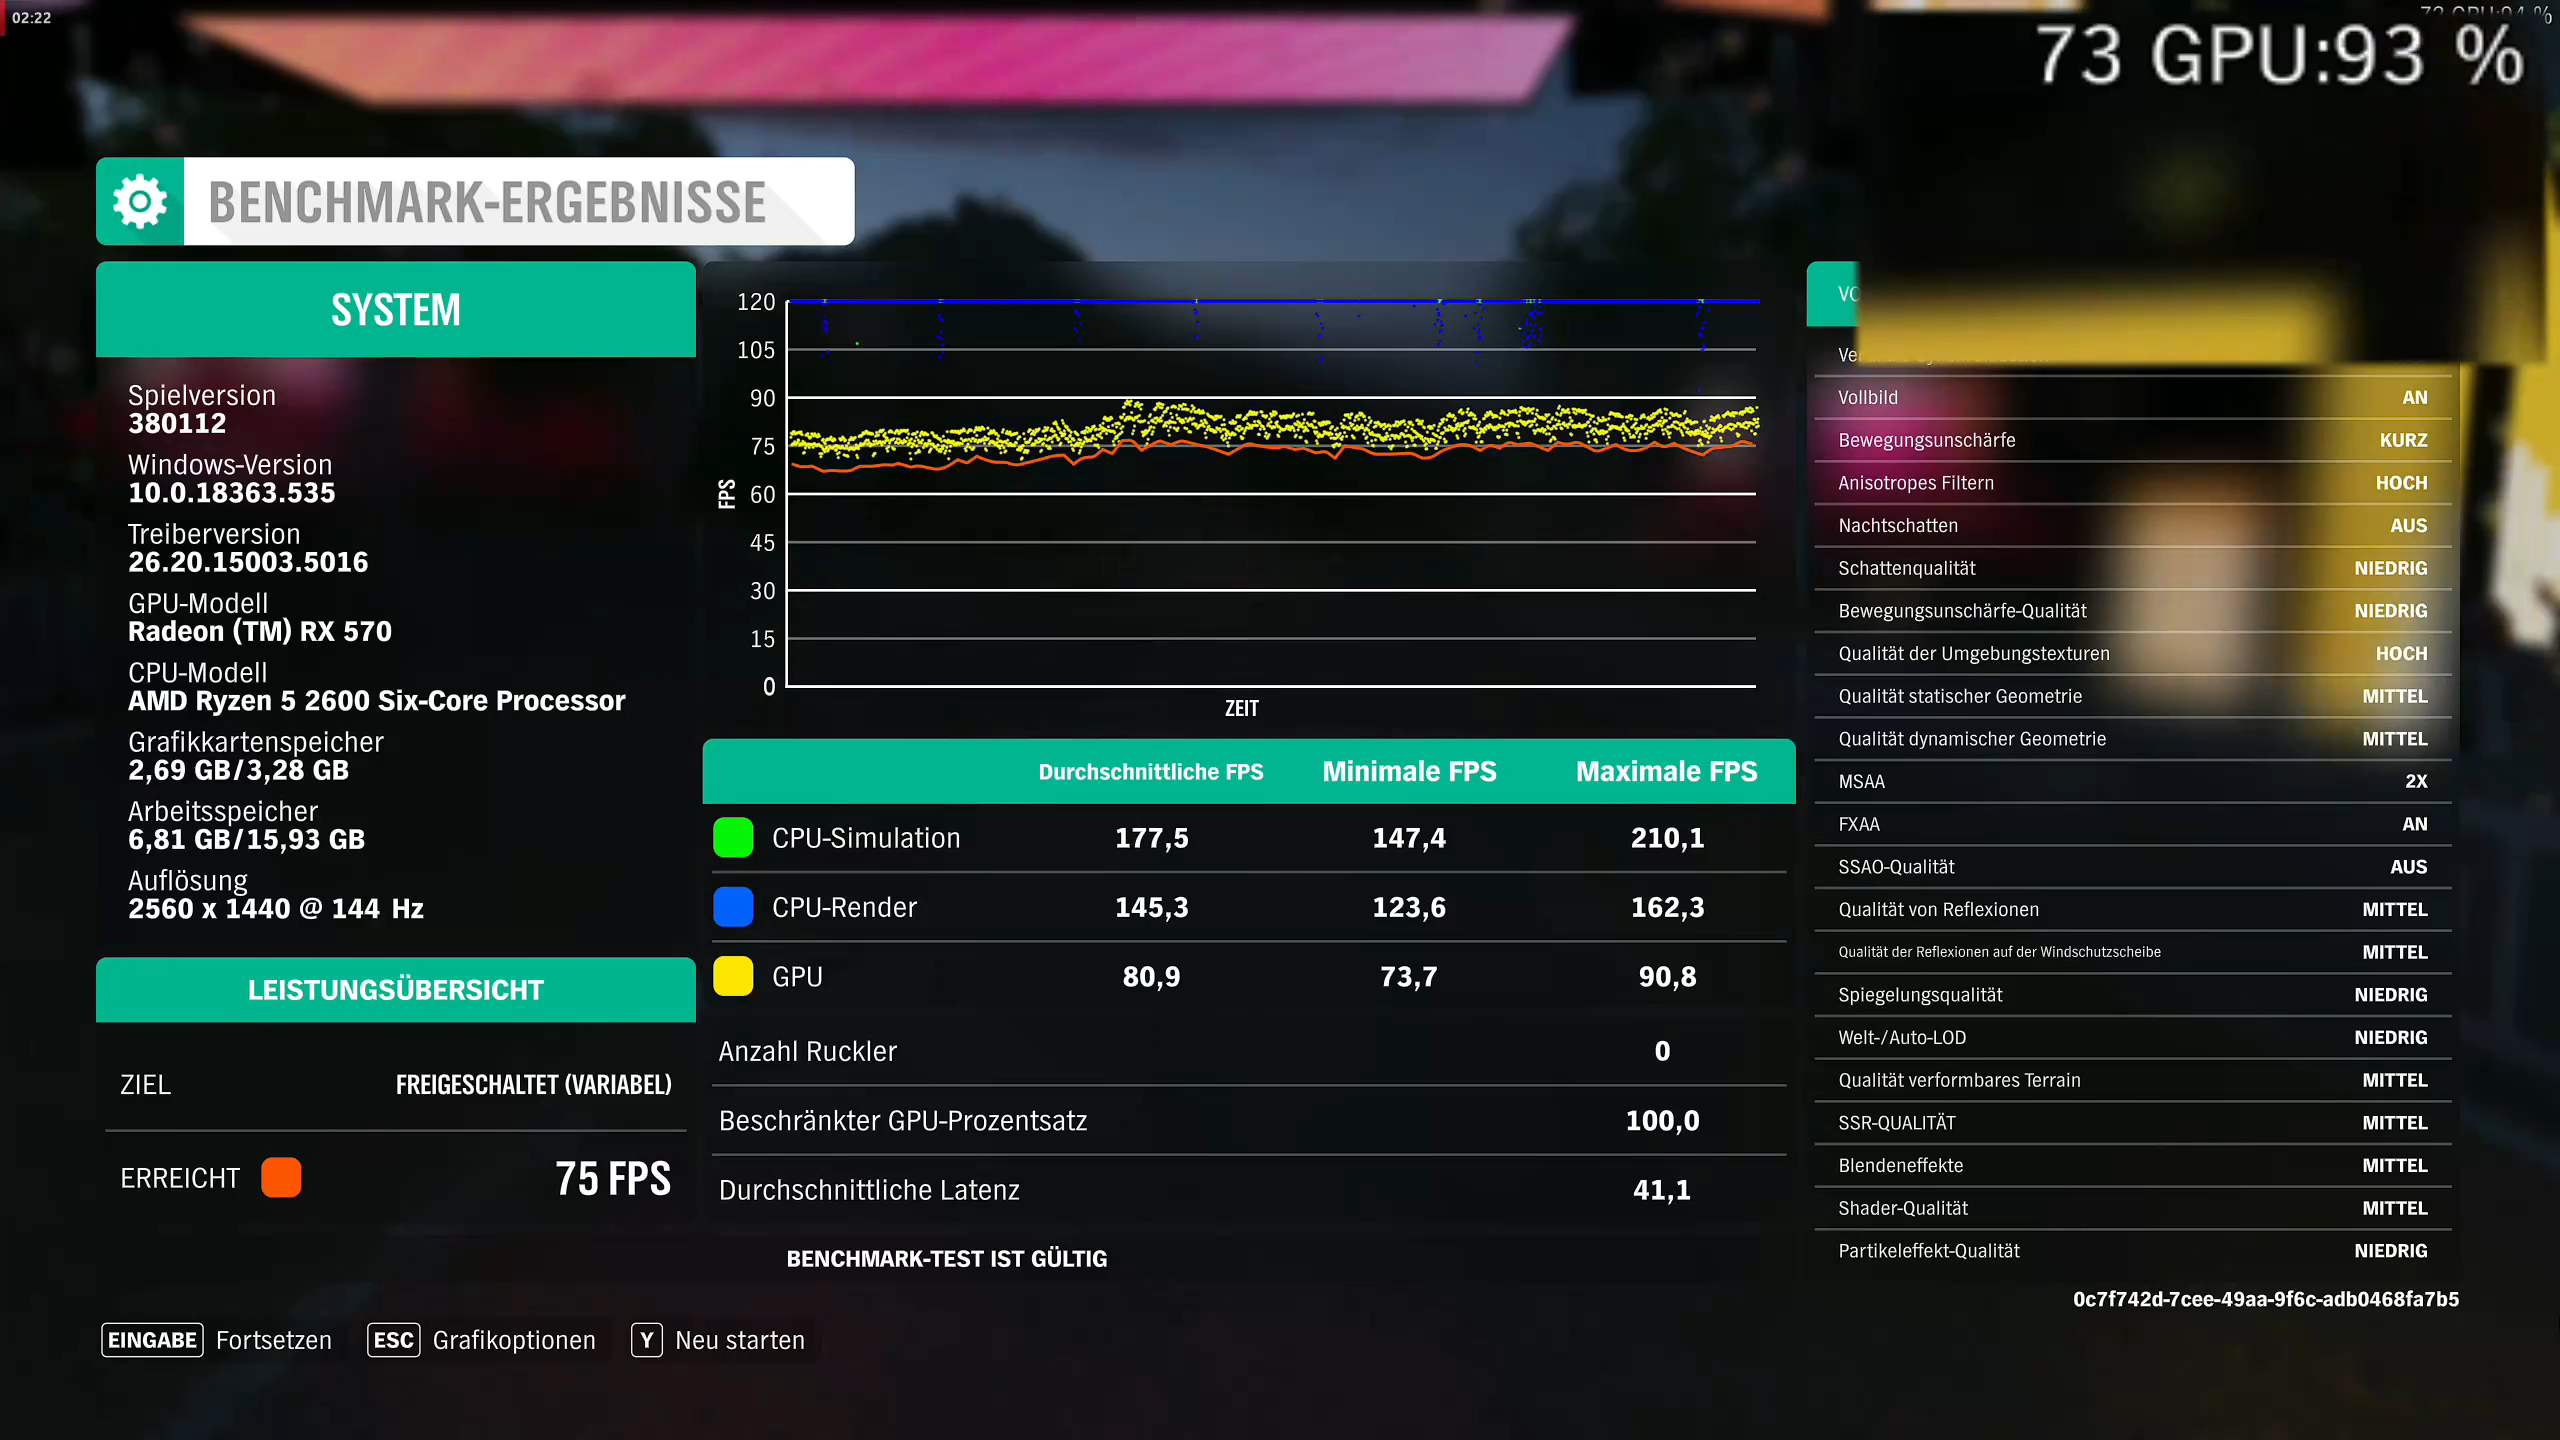 02:22
73 GPU:93 %
BENCHMARK-ERGEBNISSE
SYSTEM
Spielversion
380112
Windows-Version
10.0.18363.535
Treiberversion
26.20.15003.5016
GPU-Modell
Radeon (TM) RX 570
CPU-Modell
AMD Ryzen 5 2600 Six-Core Processor
Grafikkartenspeicher
2,69 GB/3,28 GB
Arbeitsspeicher
6,81 GB/15,93 GB
Auflösung
2560 x 1440 @ 144 Hz
LEISTUNGSÜBERSICHT
ZIEL FREIGESCHALTET (VARIABEL)
ERREICHT 75 FPS
120
105
90
75
60
45
30
15
0
FPS
ZEIT
Durchschnittliche FPS Minimale FPS Maximale FPS
CPU-Simulation 177,5 147,4 210,1
CPU-Render 145,3 123,6 162,3
GPU 80,9 73,7 90,8
Anzahl Ruckler 0
Beschränkter GPU-Prozentsatz 100,0
Durchschnittliche Latenz 41,1
BENCHMARK-TEST IST GÜLTIG
Vollbild AN
Bewegungsunschärfe KURZ
Anisotropes Filtern HOCH
Nachtschatten AUS
Schattenqualität NIEDRIG
Bewegungsunschärfe-Qualität NIEDRIG
Qualität der Umgebungstexturen HOCH
Qualität statischer Geometrie MITTEL
Qualität dynamischer Geometrie MITTEL
MSAA 2X
FXAA AN
SSAO-Qualität AUS
Qualität von Reflexionen MITTEL
Qualität der Reflexionen auf der Windschutzscheibe MITTEL
Spiegelungsqualität NIEDRIG
Welt-/Auto-LOD NIEDRIG
Qualität verformbares Terrain MITTEL
SSR-QUALITÄT MITTEL
Blendeneffekte MITTEL
Shader-Qualität MITTEL
Partikeleffekt-Qualität NIEDRIG
0c7f742d-7cee-49aa-9f6c-adb0468fa7b5
EINGABE Fortsetzen ESC Grafikoptionen Y Neu starten